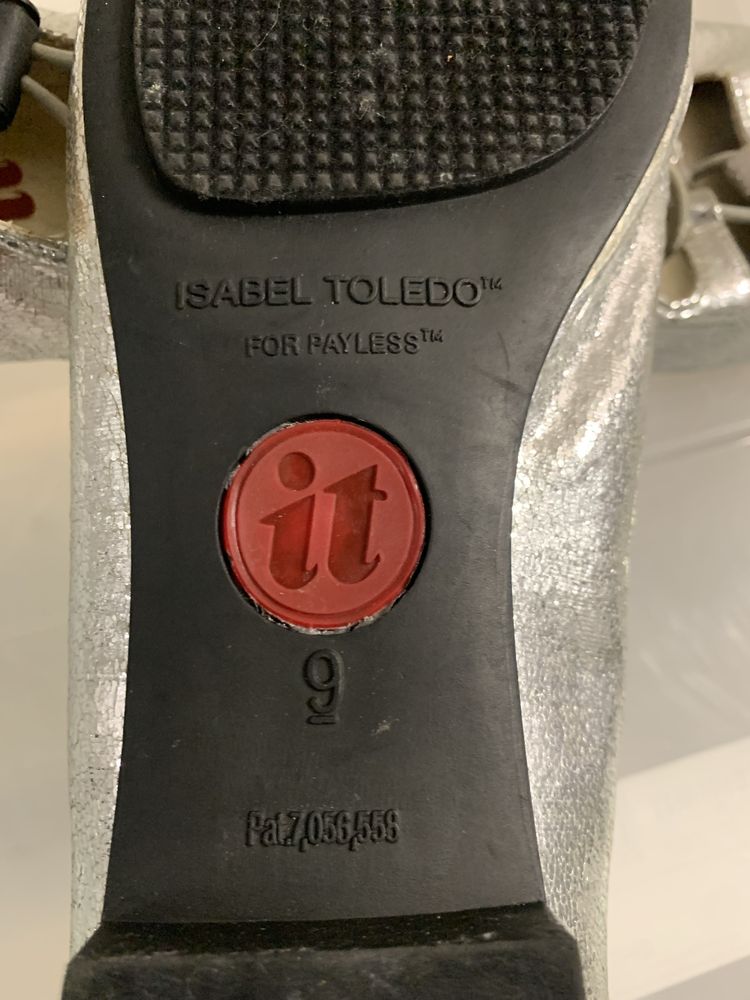 ISABEL TOLEDO™
FOR PAYLESS™
it
9
Pat.7,056,558